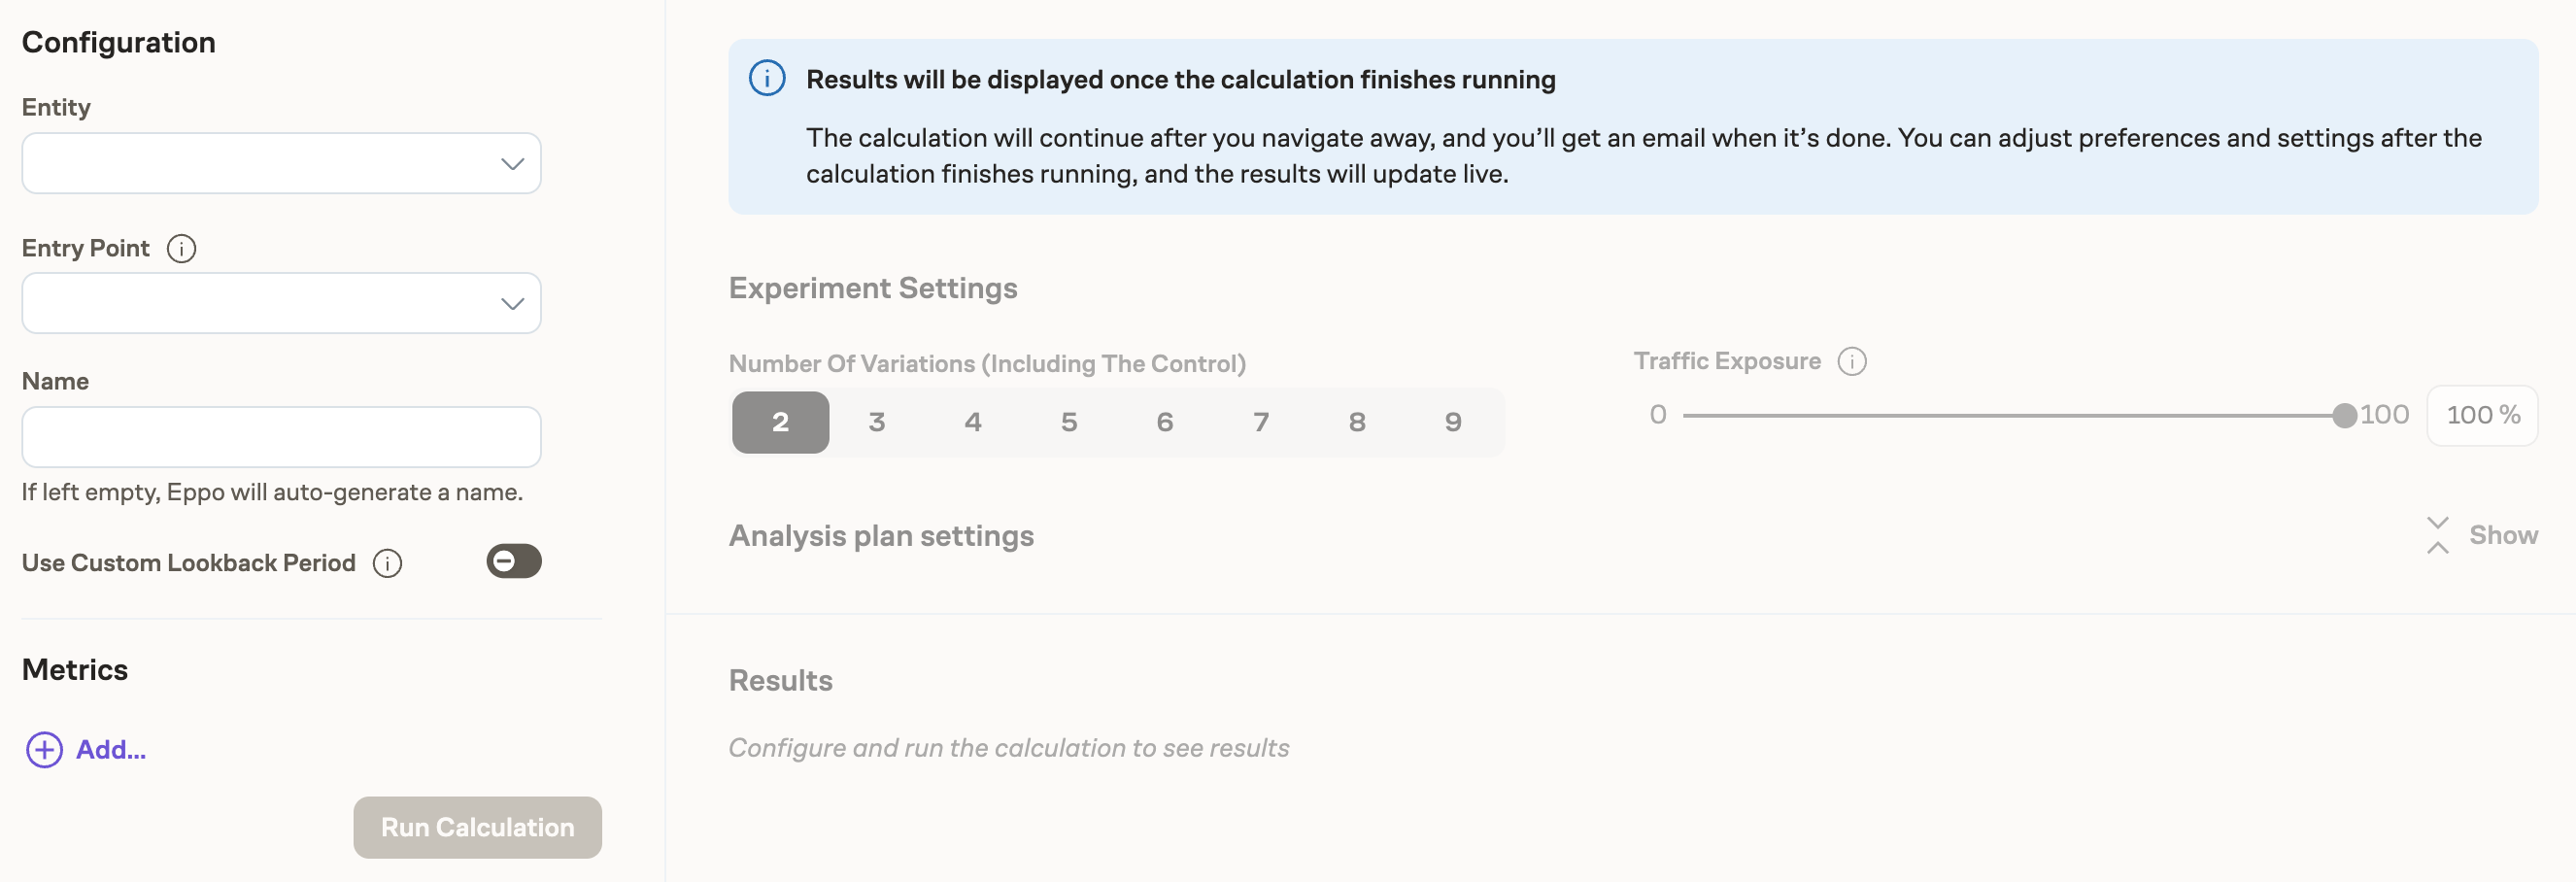 Configuration
Entity
Entry Point
Name
If left empty, Eppo will auto-generate a name.
Use Custom Lookback Period
Metrics
Add...
Run Calculation
Results will be displayed once the calculation finishes running
The calculation will continue after you navigate away, and you’ll get an email when it’s done. You can adjust preferences and settings after the
calculation finishes running, and the results will update live.
Experiment Settings
Number Of Variations (Including The Control)
2 3 4 5 6 7 8 9
Traffic Exposure
0 100 100 %
Analysis plan settings
Show
Results
Configure and run the calculation to see results